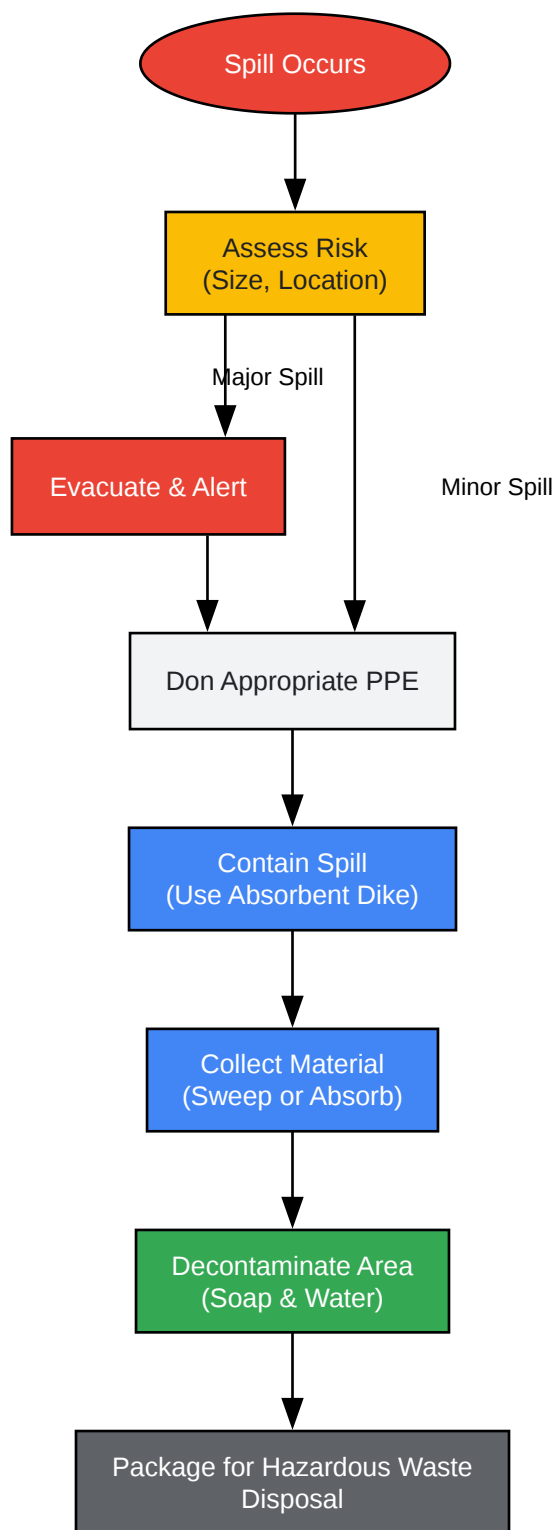 Spill Occurs
Assess Risk
(Size, Location)
Major Spill
Evacuate & Alert
Minor Spill
Don Appropriate PPE
Contain Spill
(Use Absorbent Dike)
Collect Material
(Sweep or Absorb)
Decontaminate Area
(Soap & Water)
Package for Hazardous Waste
Disposal